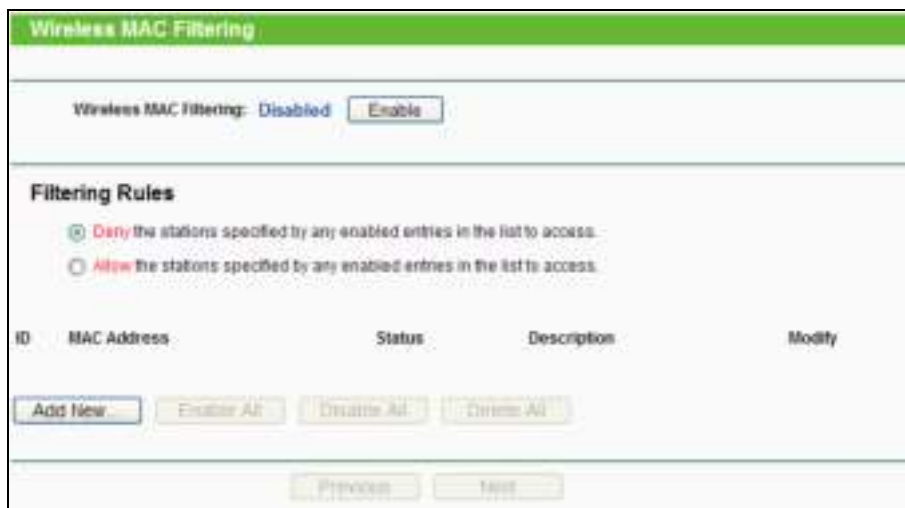 Wireless MAC Filtering
Wireless MAC Filtering: Disabled Enable
Filtering Rules
Deny the stations specified by any enabled entries in the list to access.
Allow the stations specified by any enabled entries in the list to access.
ID MAC Address Status Description Modify
Add New... Enable All Disable All Delete All
Previous Next